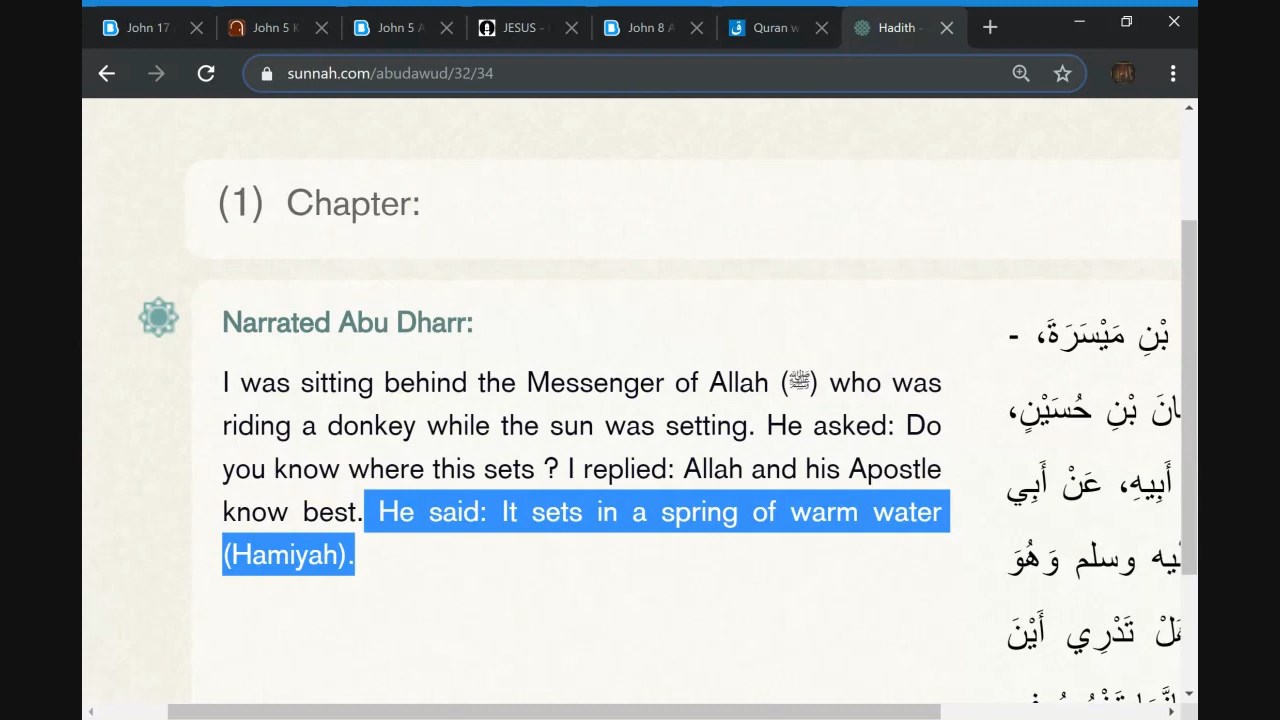 John 17
John 5 K
John 5 A
JESUS -
John 8 A
Quran w
Hadith -
sunnah.com/abudawud/32/34
(1) Chapter:
Narrated Abu Dharr:
I was sitting behind the Messenger of Allah (ﷺ) who was
riding a donkey while the sun was setting. He asked: Do
you know where this sets ? I replied: Allah and his Apostle
know best. He said: It sets in a spring of warm water
(Hamiyah).
بْنِ مَيْسَرَةَ، -
بْنِ حُسَيْنٍ،
أَبِيهِ، عَنْ أَبِي
وسلم وَهُوَ
تَدْرِي أَيْنَ